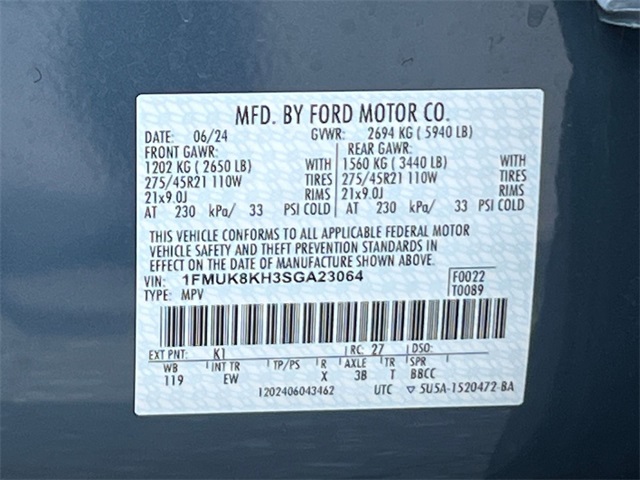 MFD. BY FORD MOTOR CO.
DATE: 06/24 GVWR: 2694 KG ( 5940 LB)
FRONT GAWR: REAR GAWR:
1202 KG ( 2650 LB) WITH 1560 KG ( 3440 LB) WITH
275/45R21 110W TIRES 275/45R21 110W TIRES
21x9.0J RIMS 21x9.0J RIMS
AT 230 kPa/ 33 PSI COLD AT 230 kPa/ 33 PSI COLD
THIS VEHICLE CONFORMS TO ALL APPLICABLE FEDERAL MOTOR
VEHICLE SAFETY AND THEFT PREVENTION STANDARDS IN
EFFECT ON THE DATE OF MANUFACTURE SHOWN ABOVE.
VIN: 1FMUK8KH3SGA23064 F0022
TYPE: MPV T0089
EXT PNT: K1 RC: 27 DSO:
WB INT TR TP/PS R AXLE TR SPR
119 EW X 3B T BBCC
1202406043462 UTC ▽ 5U5A-1520472-BA